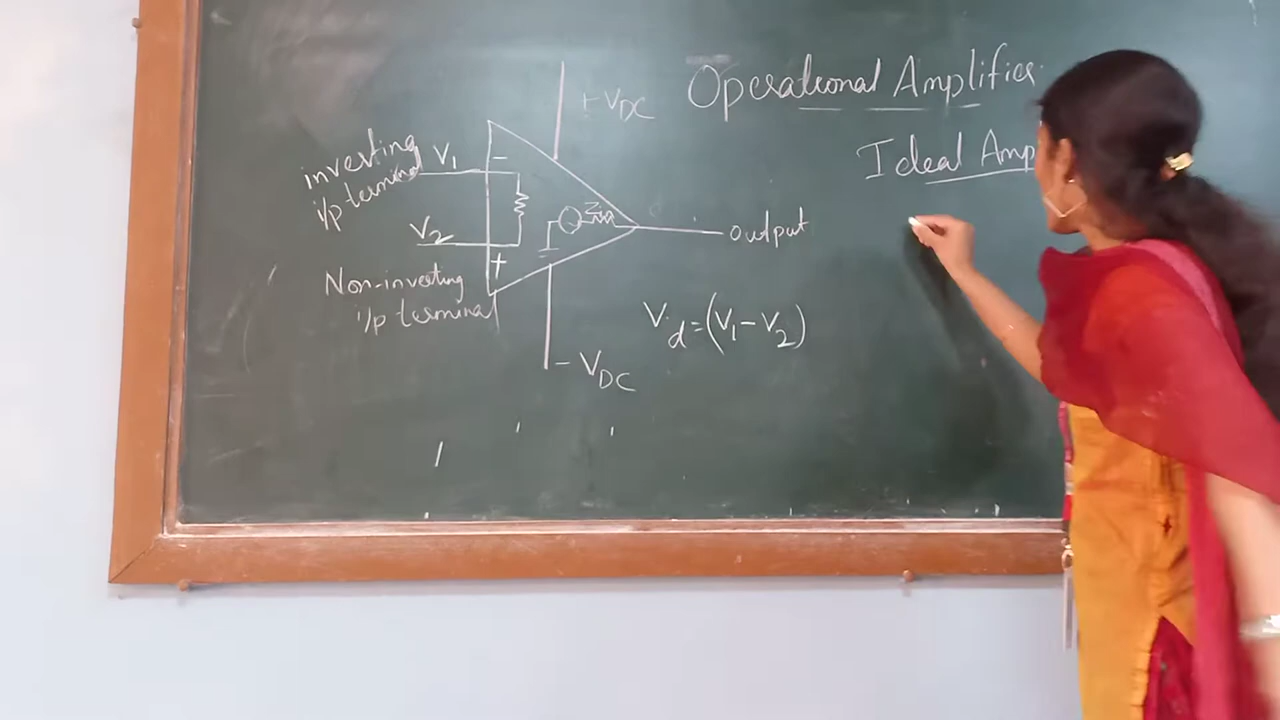 Operational Amplifier
Ideal Amp
+VDC
inverting
i/p terminal
V1
−
V2
+
Non-inverting
i/p terminal
output
Vd=(V1−V2)
−VDC